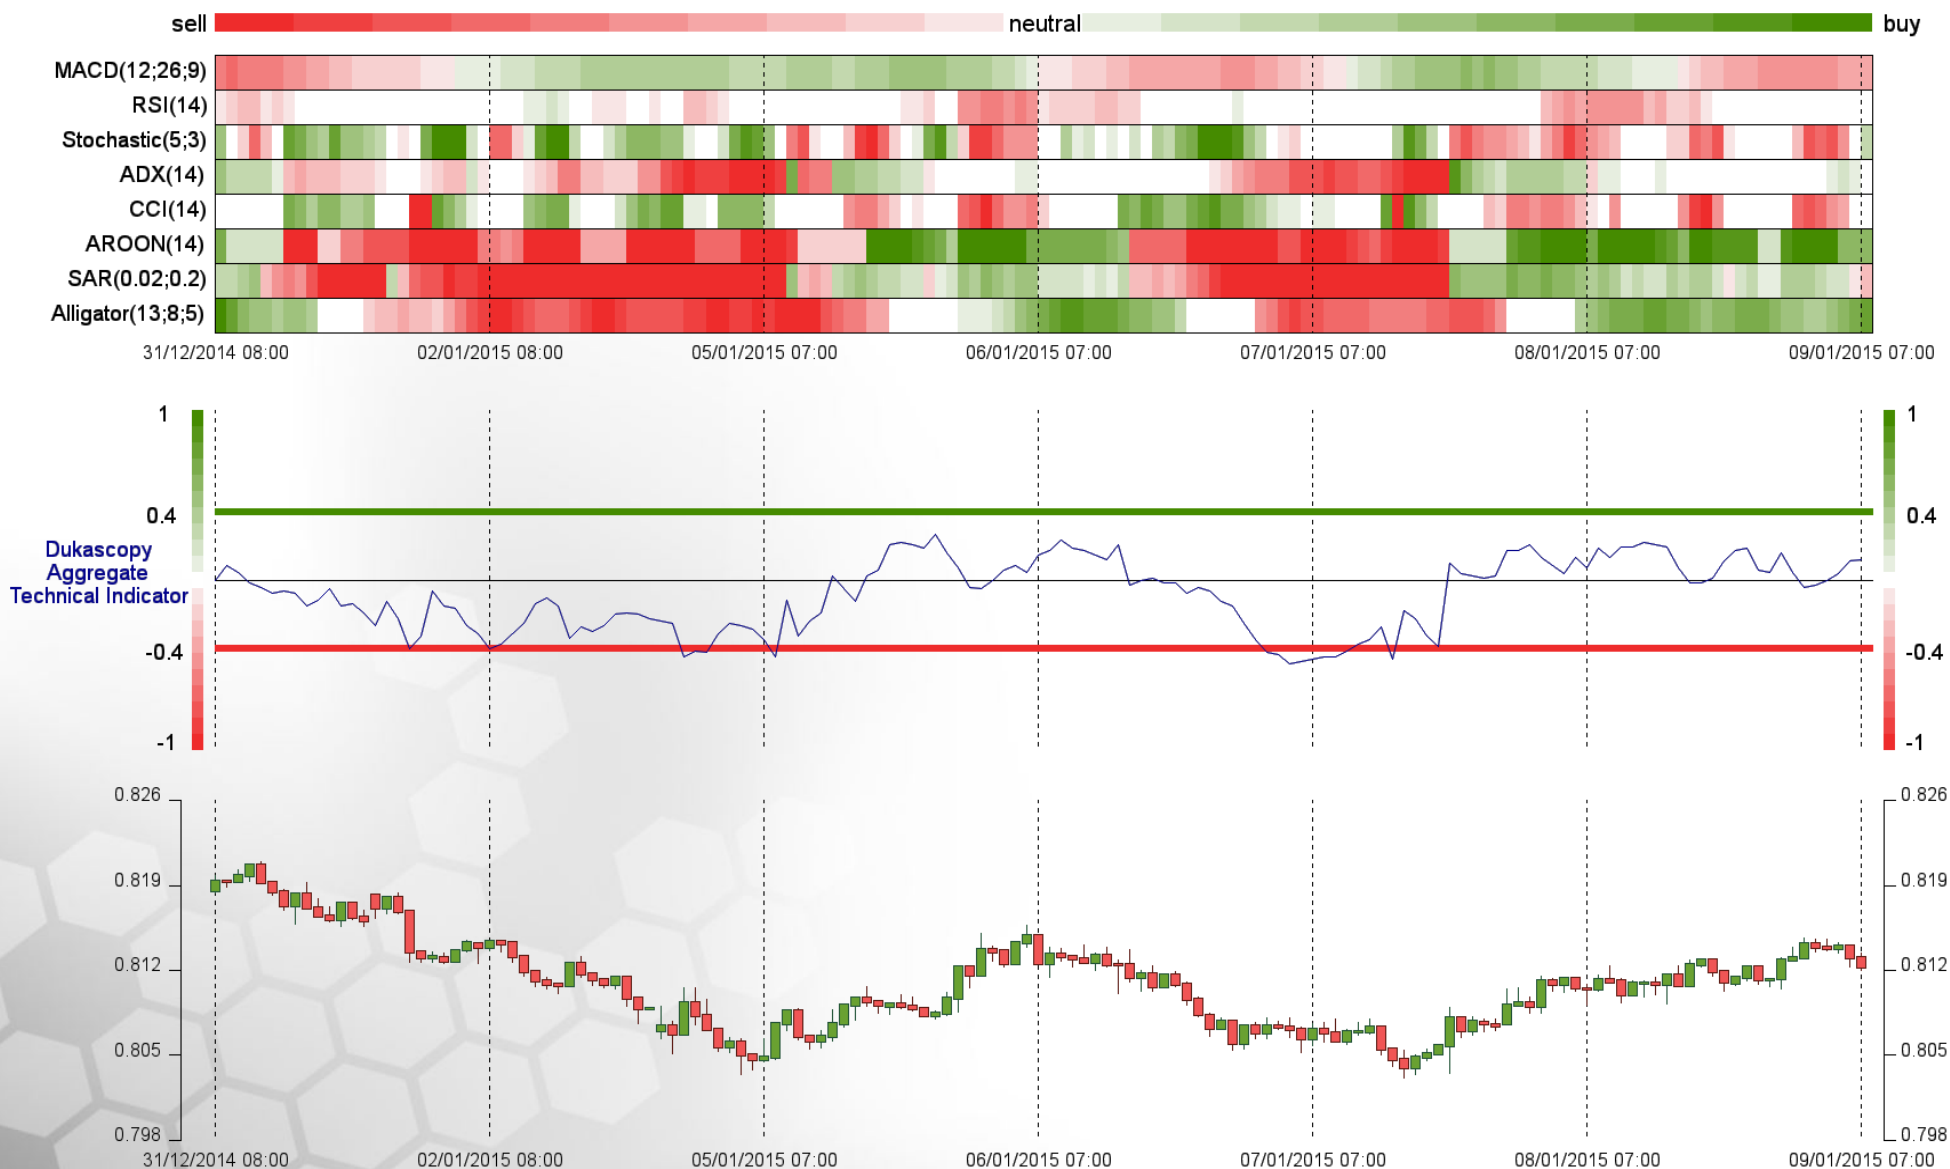 sell neutral buy
MACD(12;26;9)
RSI(14)
Stochastic(5;3)
ADX(14)
CCI(14)
AROON(14)
SAR(0.02;0.2)
Alligator(13;8;5)
31/12/2014 08:00 02/01/2015 08:00 05/01/2015 07:00 06/01/2015 07:00 07/01/2015 07:00 08/01/2015 07:00 09/01/2015 07:00
1 1
0.4 0.4
Dukascopy
Aggregate
Technical Indicator
-0.4 -0.4
-1 -1
0.826 0.826
0.819 0.819
0.812 0.812
0.805 0.805
0.798 0.798
31/12/2014 08:00 02/01/2015 08:00 05/01/2015 07:00 06/01/2015 07:00 07/01/2015 07:00 08/01/2015 07:00 09/01/2015 07:00